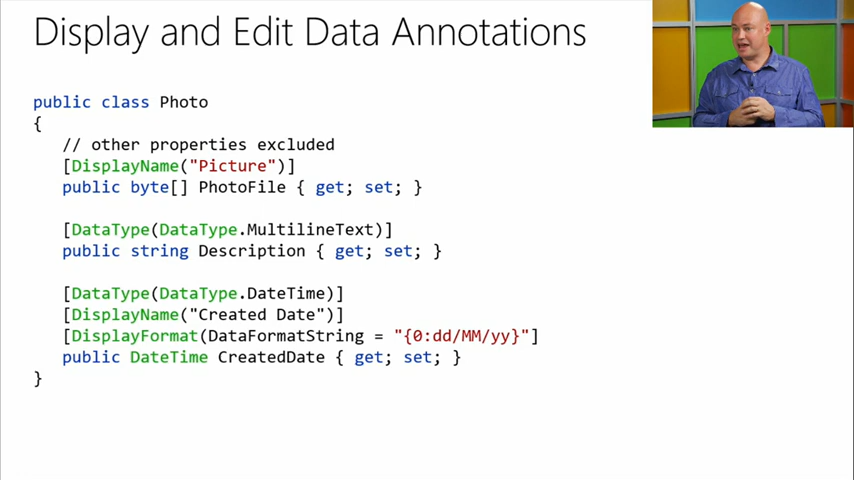 Display and Edit Data Annotations
public class Photo
{
// other properties excluded
[DisplayName("Picture")]
public byte[] PhotoFile { get; set; }
[DataType(DataType.MultilineText)]
public string Description { get; set; }
[DataType(DataType.DateTime)]
[DisplayName("Created Date")]
[DisplayFormat(DataFormatString = "{0:dd/MM/yy}"]
public DateTime CreatedDate { get; set; }
}